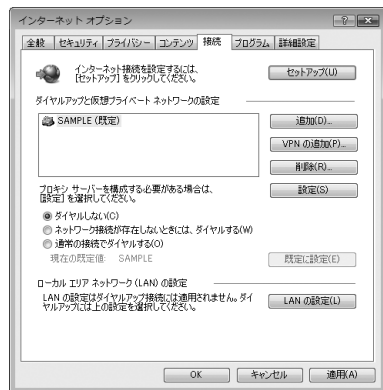 インターネット オプション
全般 セキュリティ プライバシー コンテンツ 接続 プログラム 詳細設定
インターネット接続を設定するには、
[セットアップ] をクリックしてください。
セットアップ(U)
ダイヤルアップと仮想プライベート ネットワークの設定
SAMPLE (既定)
追加(D)...
VPN の追加(P)...
削除(R)...
プロキシ サーバーを構成する必要がある場合は、
[設定] を選択してください。
設定(S)
ダイヤルしない(C)
ネットワーク接続が存在しないときには、ダイヤルする(W)
通常の接続でダイヤルする(O)
現在の既定値: SAMPLE
既定に設定(E)
ローカル エリア ネットワーク (LAN) の設定
LAN の設定はダイヤルアップ接続には適用されません。ダイ
ヤルアップには上の設定を選択してください。
LAN の設定(L)
OK キャンセル 適用(A)